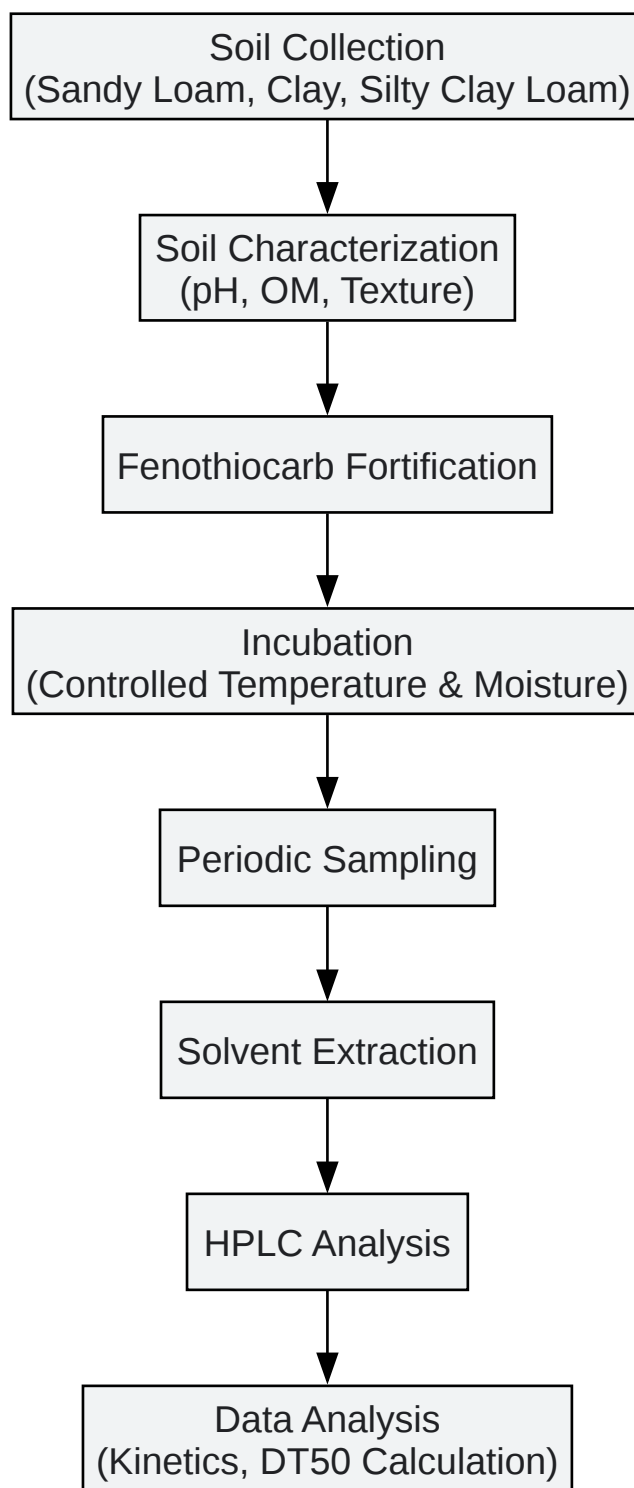 Soil Collection
(Sandy Loam, Clay, Silty Clay Loam)
Soil Characterization
(pH, OM, Texture)
Fenothiocarb Fortification
Incubation
(Controlled Temperature & Moisture)
Periodic Sampling
Solvent Extraction
HPLC Analysis
Data Analysis
(Kinetics, DT50 Calculation)